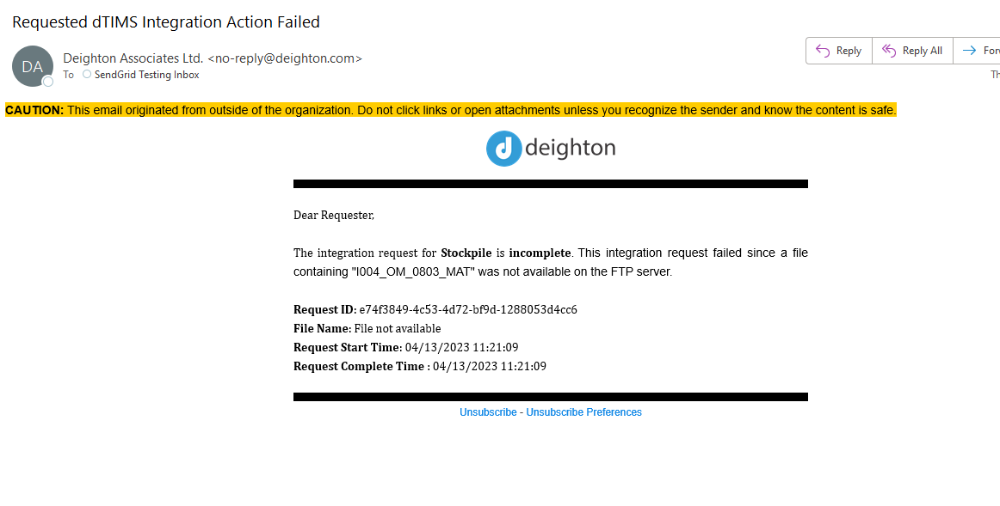 Requested dTIMS Integration Action Failed
DA
Deighton Associates Ltd. <no-reply@deighton.com>
To SendGrid Testing Inbox
Reply
Reply All
For
Th
CAUTION: This email originated from outside of the organization. Do not click links or open attachments unless you recognize the sender and know the content is safe.
d deighton
Dear Requester,
The integration request for Stockpile is incomplete. This integration request failed since a file
containing "I004_OM_0803_MAT" was not available on the FTP server.
Request ID: e74f3849-4c53-4d72-bf9d-1288053d4cc6
File Name: File not available
Request Start Time: 04/13/2023 11:21:09
Request Complete Time : 04/13/2023 11:21:09
Unsubscribe - Unsubscribe Preferences